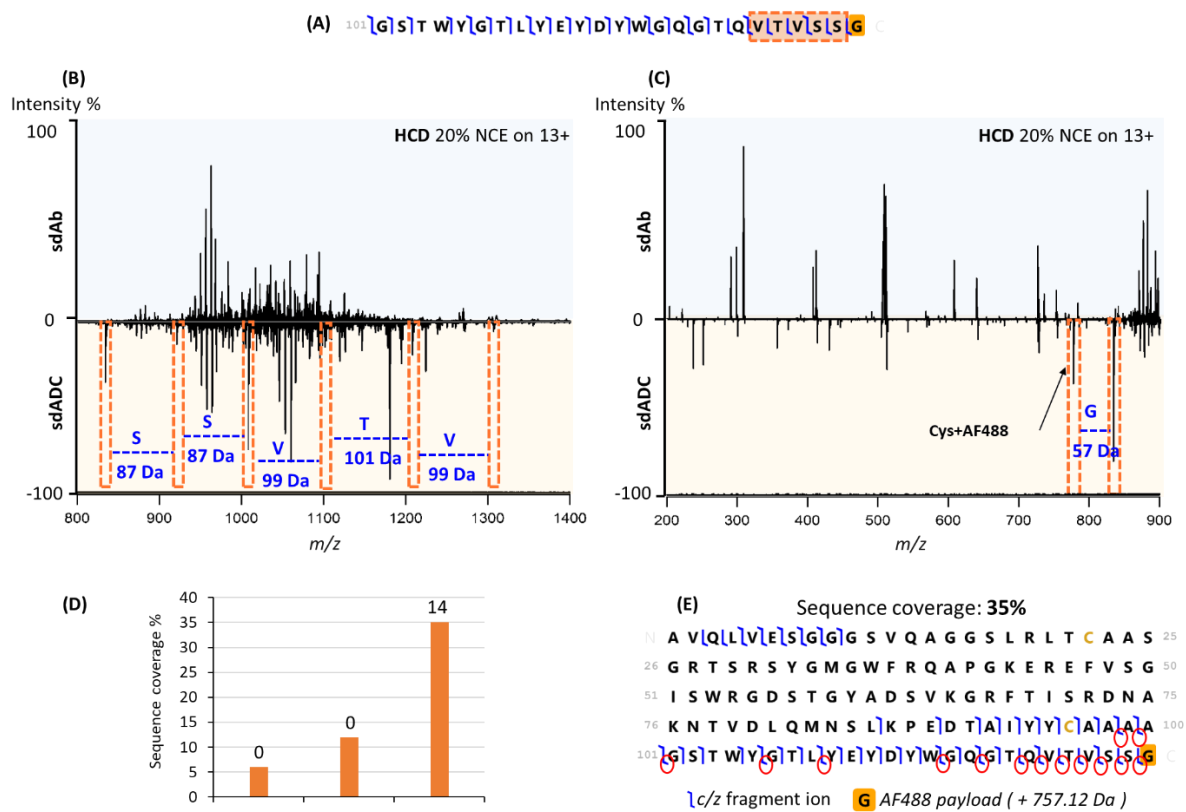 (A) 101 G S T W Y G T L Y E Y D Y W G Q G T Q V T V S S G C
(B)
Intensity %
100
HCD 20% NCE on 13+
sdAb
0
sdADC
S
87 Da
S
87 Da
V
99 Da
T
101 Da
V
99 Da
-100
800 900 1000 1100 1200 1300 1400
m/z
(C)
Intensity %
100
HCD 20% NCE on 13+
sdAb
0
sdADC
Cys+AF488
G
57 Da
-100
200 300 400 500 600 700 800 900
m/z
(D)
Sequence coverage %
40
35
30
25
20
15
10
5
0
0
0
14
(E)
Sequence coverage: 35%
N A V Q L V E S G G G S V Q A G G S L R L T C A A S 25
26 G R T S R S Y G M G W F R Q A P G K E R E F V S G 50
51 I S W R G D S T G Y A D S V K G R F T I S R D N A 75
76 K N T V D L Q M N S L K P E D T A I Y Y C A A A A 100
101 G S T W Y G T L Y E Y D Y W G Q G T Q V T V S S G C
c/z fragment ion G AF488 payload ( + 757.12 Da )